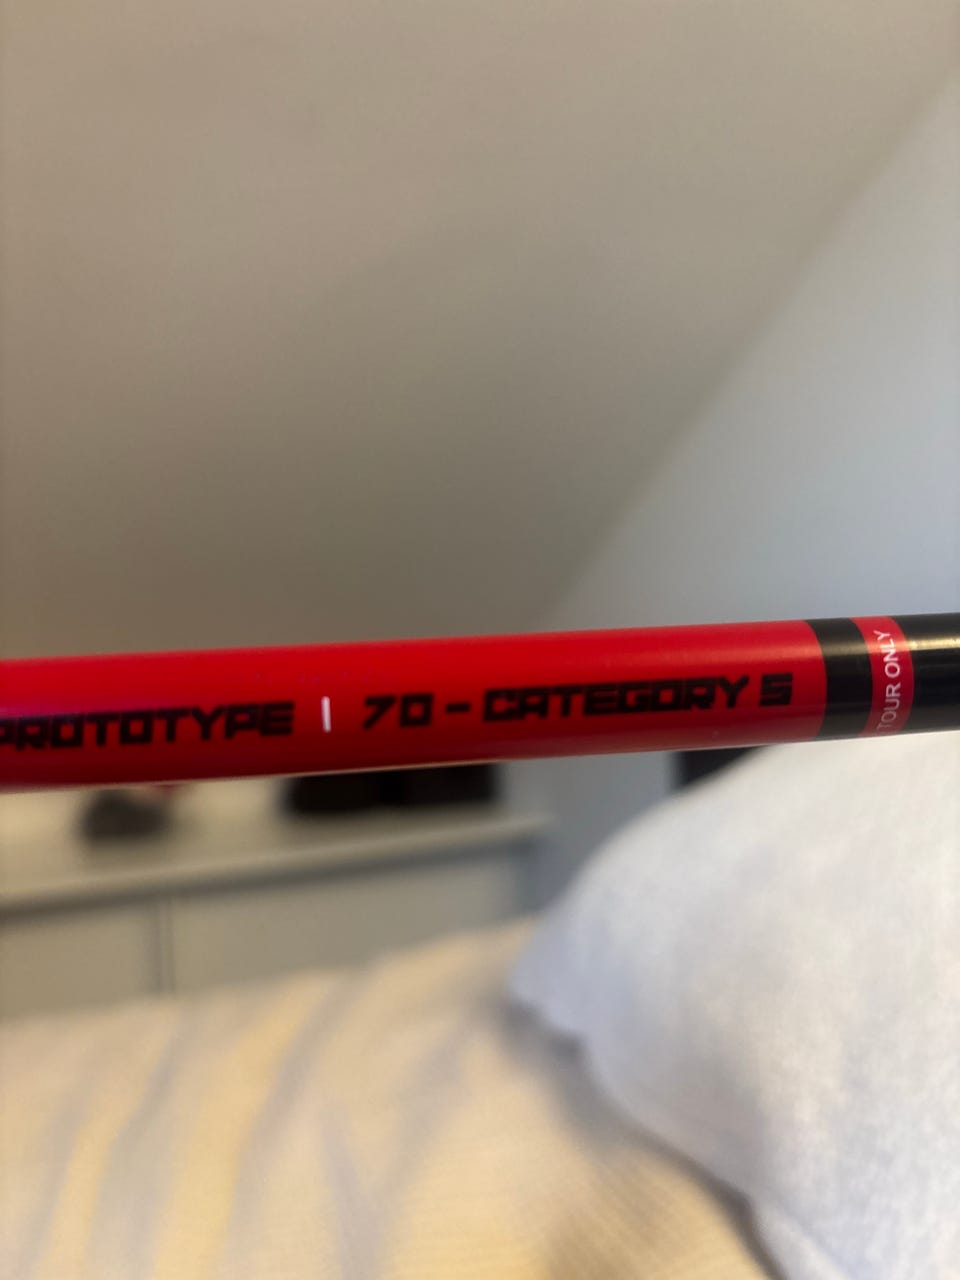 PROTOTYPE | 70 - CATEGORY 5
TOUR ONLY